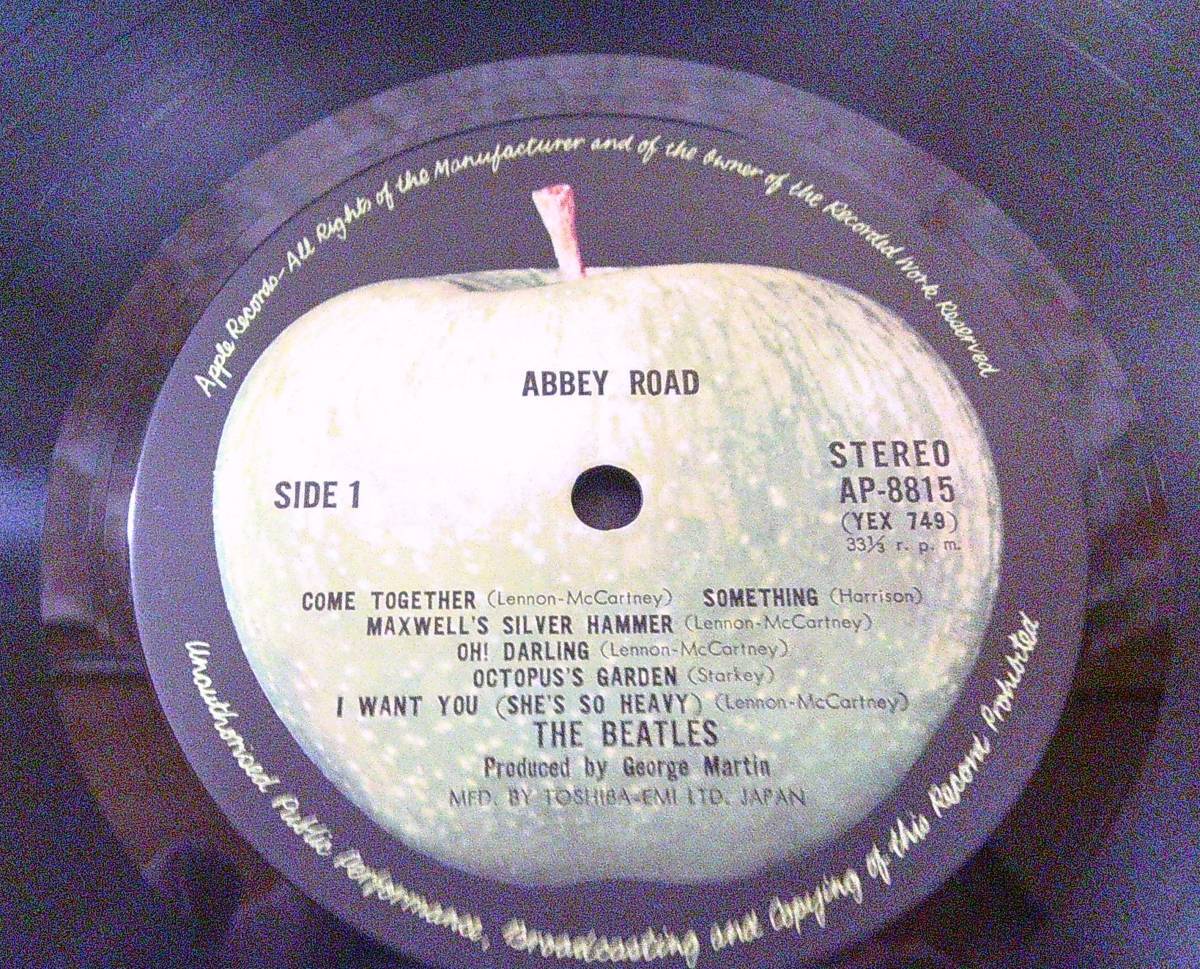 Apple Records - All Rights of the Manufacturer and of the Owner of the Recorded Work Reserved
ABBEY ROAD
SIDE 1
STEREO
AP-8815
(YEX 749)
33⅓ r. p. m.
COME TOGETHER (Lennon-McCartney) SOMETHING (Harrison)
MAXWELL'S SILVER HAMMER (Lennon-McCartney)
OH! DARLING (Lennon-McCartney)
OCTOPUS'S GARDEN (Starkey)
I WANT YOU (SHE'S SO HEAVY) (Lennon-McCartney)
THE BEATLES
Produced by George Martin
MFD. BY TOSHIBA-EMI LTD. JAPAN
Unauthorised Public Performance, Broadcasting and Copying of this Record Prohibited